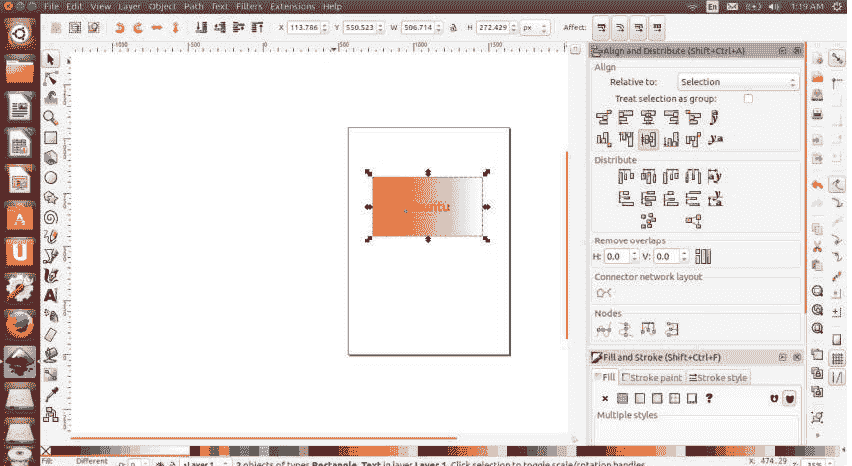 File Edit View Layer Object Path Text Filters Extensions Help En 1:19 AM
X 113.786 Y 550.523 W 506.714 H 272.429 px Affect:
Align and Distribute (Shift+Ctrl+A)
Align
Relative to: Selection
Treat selection as group:
Distribute
Remove overlaps
H: 0.0 V: 0.0
Connector network layout
Nodes
Fill and Stroke (Shift+Ctrl+F)
Fill Stroke paint Stroke style
Multiple styles
Fill: Different
Layer 1 2 objects of types Rectangle, Text in layer Layer 1. Click selection to toggle scale/rotation handles
X: 474.29
35%